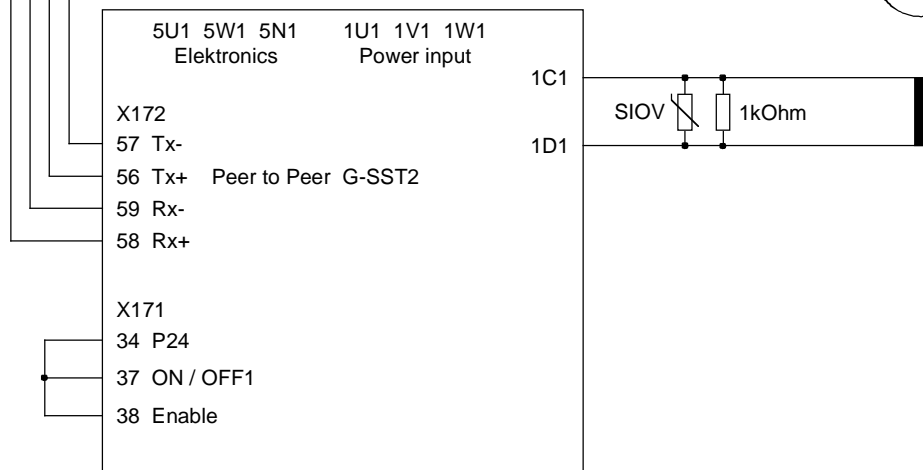 5U1 5W1 5N1 1U1 1V1 1W1
Elektronics Power input
1C1
X172
SIOV 1kOhm
57 Tx-
1D1
56 Tx+ Peer to Peer G-SST2
59 Rx-
58 Rx+
X171
34 P24
37 ON / OFF1
38 Enable